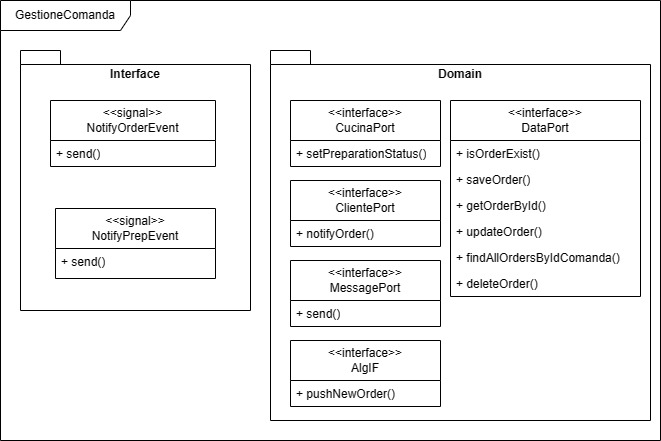 GestioneComanda
Interface
<<signal>>
NotifyOrderEvent
+ send()
<<signal>>
NotifyPrepEvent
+ send()
Domain
<<interface>>
CucinaPort
+ setPreparationStatus()
<<interface>>
ClientePort
+ notifyOrder()
<<interface>>
MessagePort
+ send()
<<interface>>
AlgIF
+ pushNewOrder()
<<interface>>
DataPort
+ isOrderExist()
+ saveOrder()
+ getOrderById()
+ updateOrder()
+ findAllOrdersByIdComanda()
+ deleteOrder()